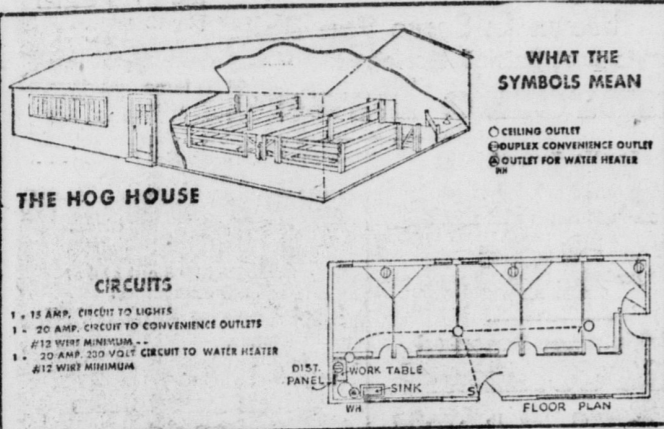 WHAT THE
SYMBOLS MEAN
CEILING OUTLET
DUPLEX CONVENIENCE OUTLET
OUTLET FOR WATER HEATER
WH
THE HOG HOUSE
CIRCUITS
1 - 15 AMP. CIRCUIT TO LIGHTS
1 - 20 AMP. CIRCUIT TO CONVENIENCE OUTLETS
#12 WIRE MINIMUM --
1 - 20 AMP. 230 VOLT CIRCUIT TO WATER HEATER
#12 WIRE MINIMUM
DIST.
PANEL
WORK TABLE
SINK
WH
S
FLOOR PLAN